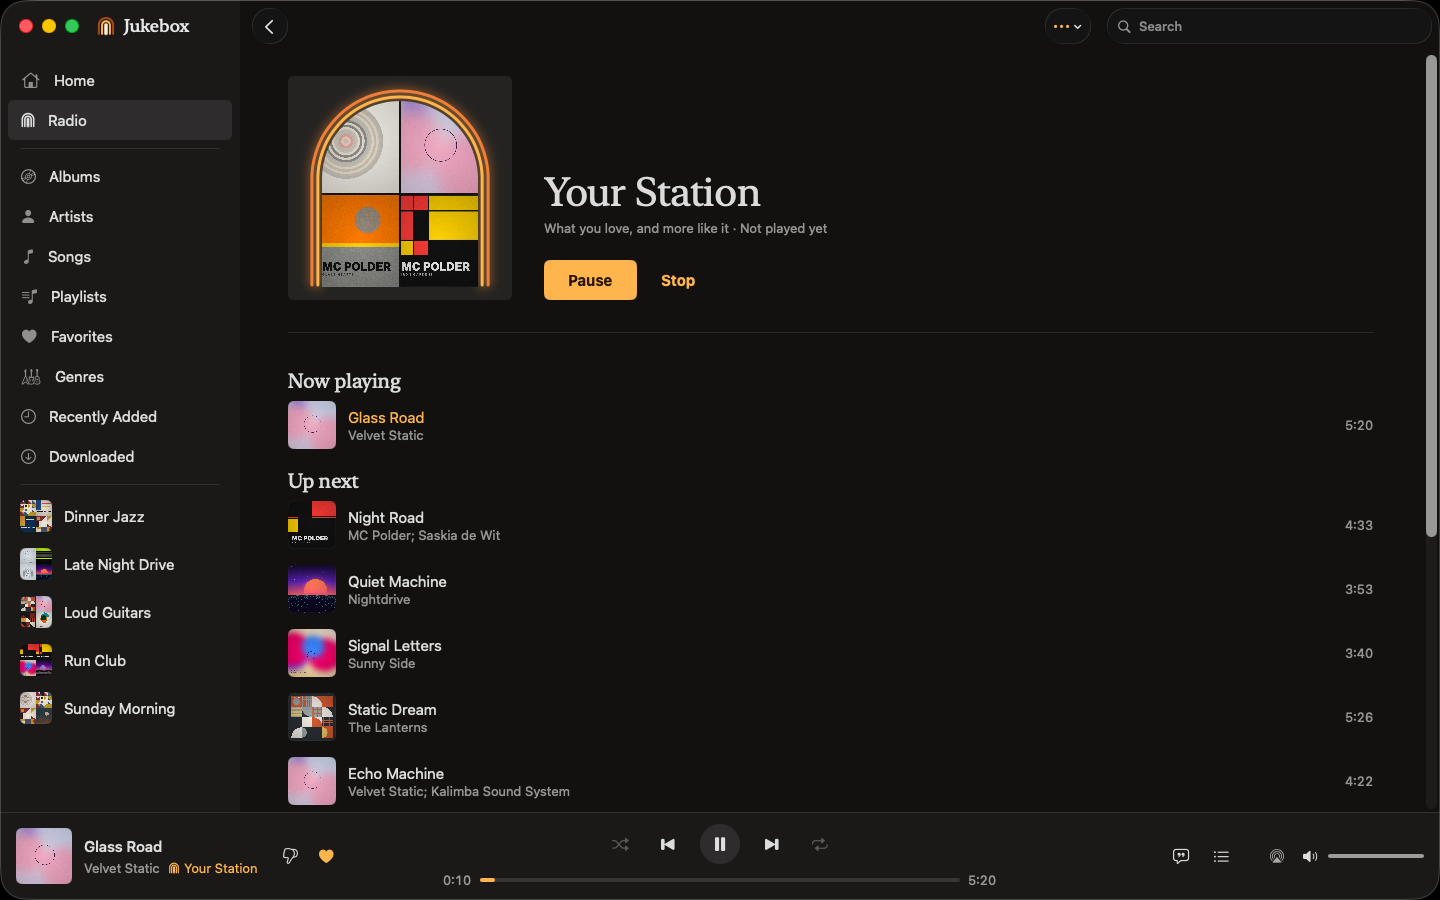 Jukebox
Search
Home
Radio
Albums
Artists
Songs
Playlists
Favorites
Genres
Recently Added
Downloaded
Dinner Jazz
Late Night Drive
Loud Guitars
Run Club
Sunday Morning
MC POLDER
MC POLDER
Your Station
What you love, and more like it · Not played yet
Pause
Stop
Now playing
Glass Road
Velvet Static
5:20
Up next
MC POLDER
Night Road
MC Polder; Saskia de Wit
4:33
Quiet Machine
Nightdrive
3:53
Signal Letters
Sunny Side
3:40
Static Dream
The Lanterns
5:26
Echo Machine
Velvet Static; Kalimba Sound System
4:22
Glass Road
Velvet Static Your Station
0:10
5:20